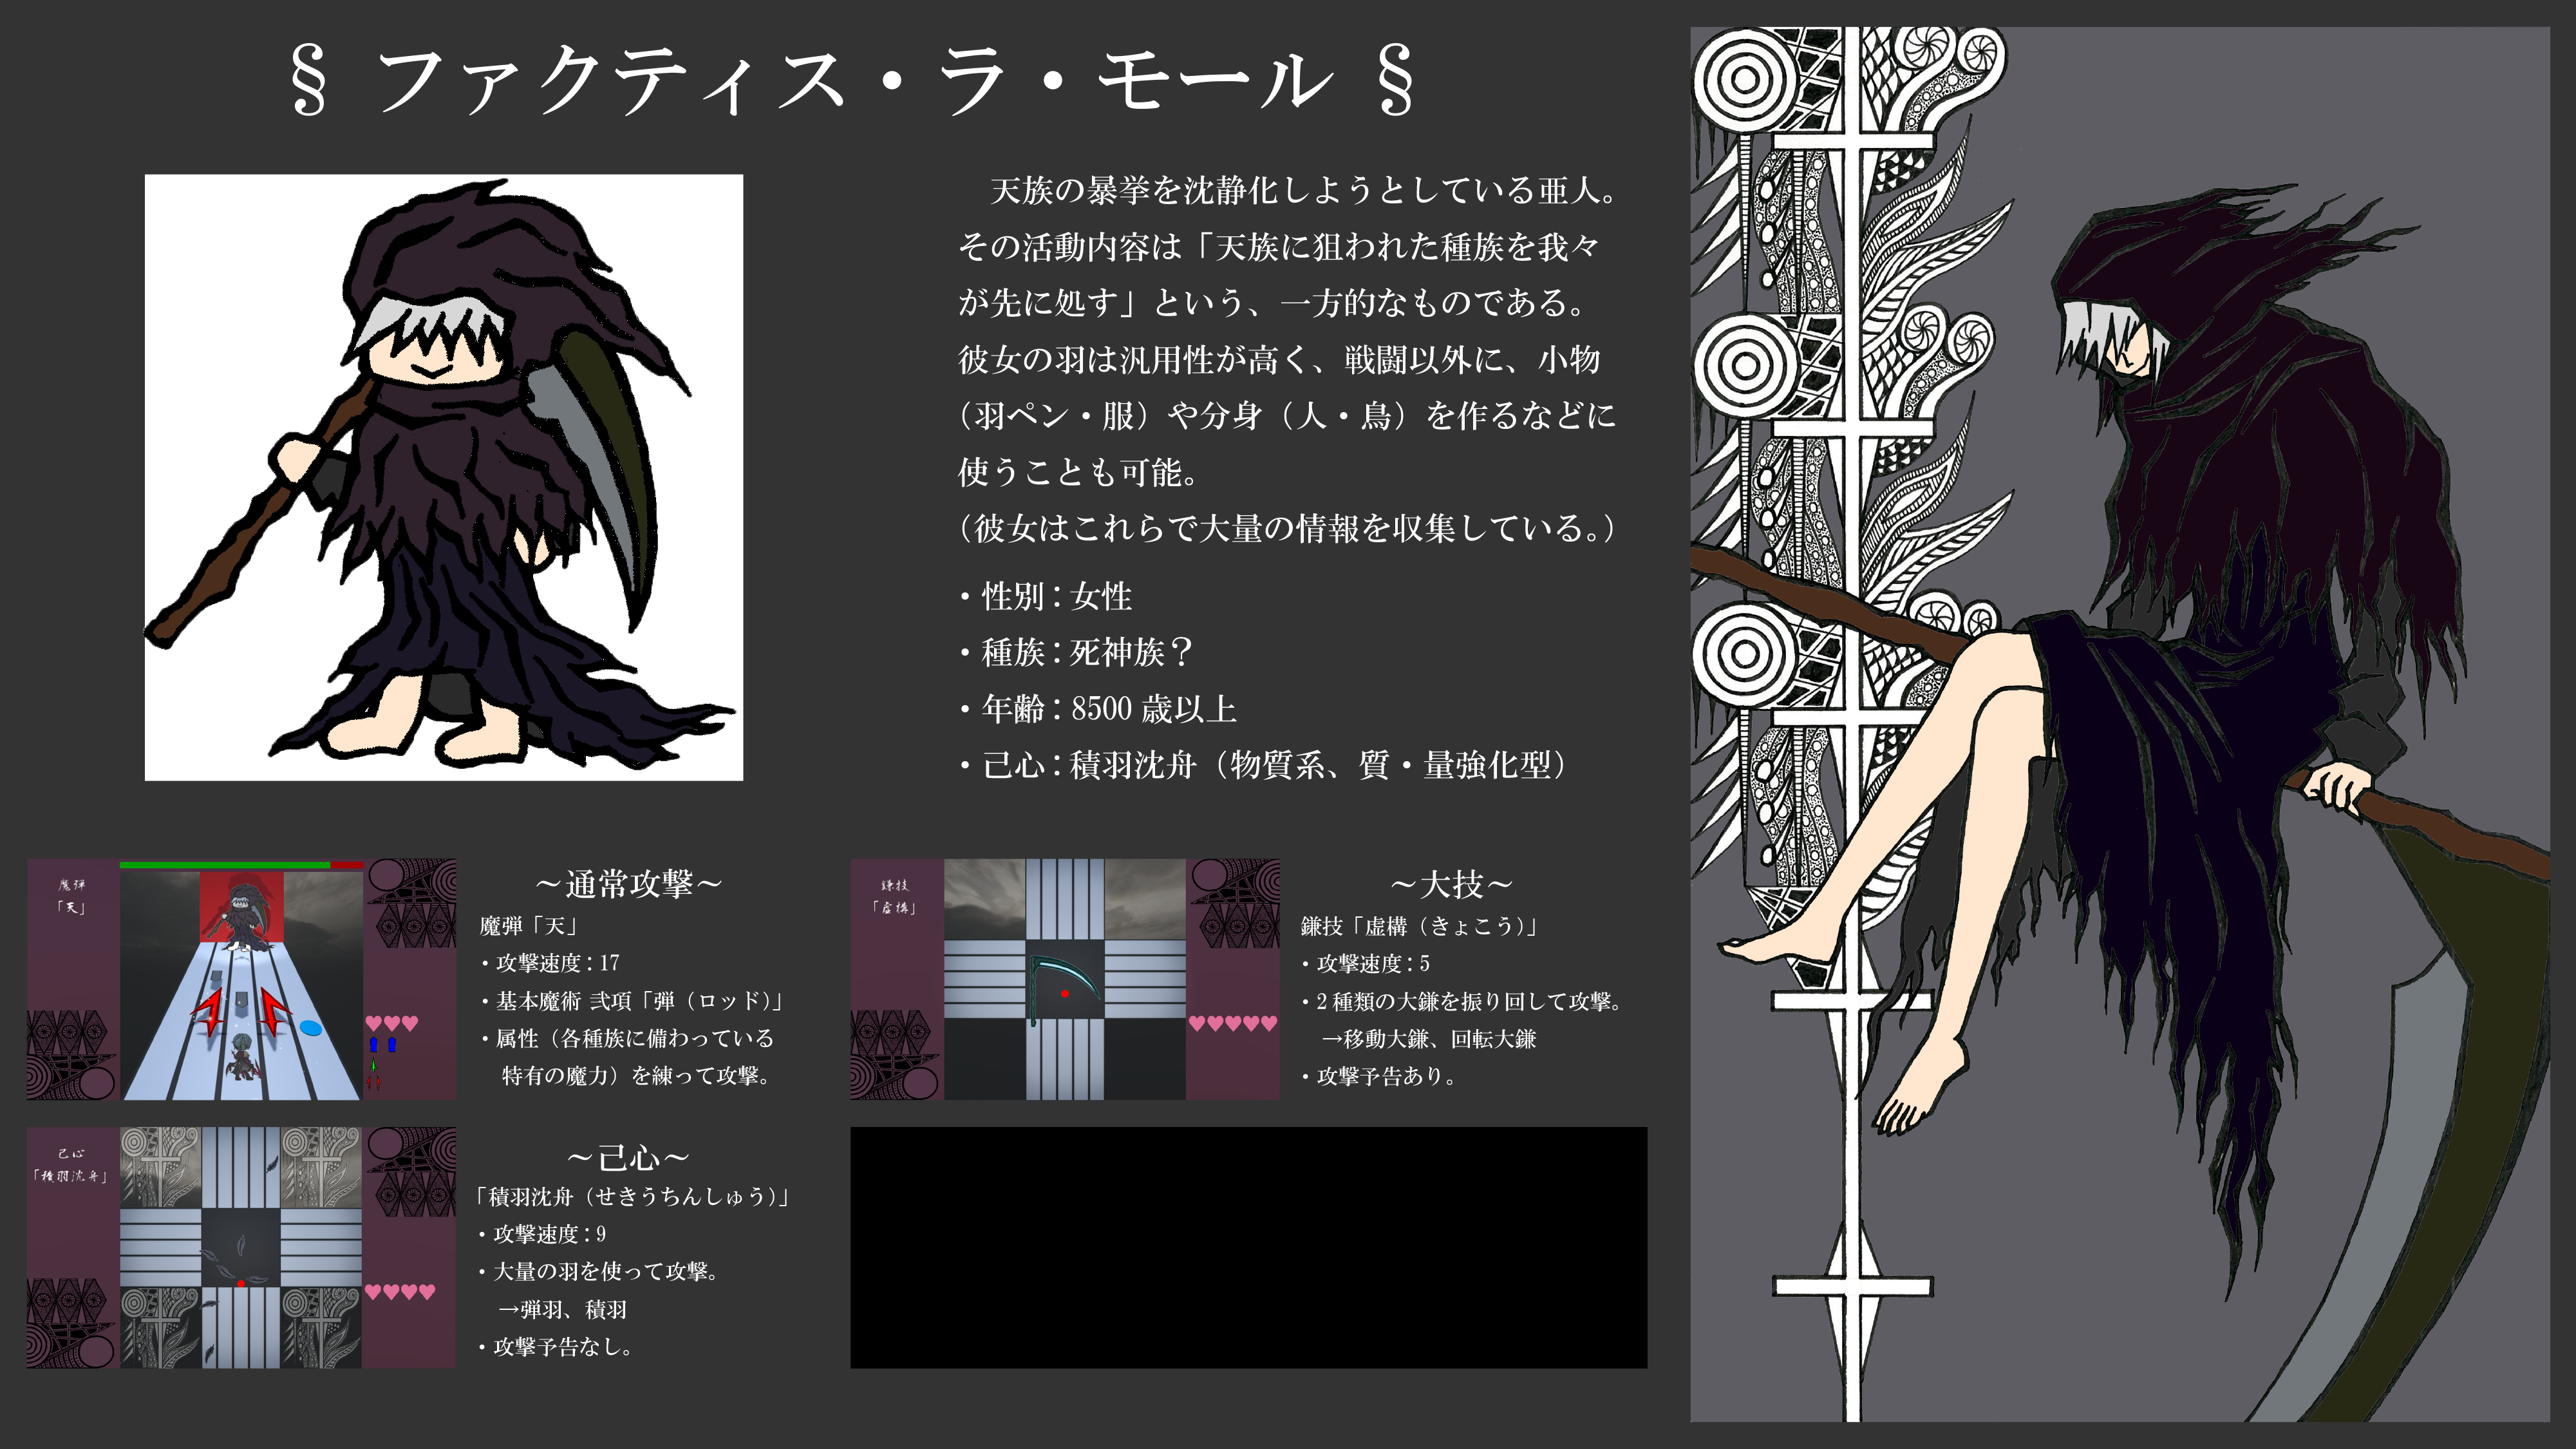 § ファクティス・ラ・モール §
天族の暴挙を沈静化しようとしている亜人。
その活動内容は「天族に狙われた種族を我々
が先に処す」という、一方的なものである。
彼女の羽は汎用性が高く、戦闘以外に、小物
（羽ペン・服）や分身（人・鳥）を作るなどに
使うことも可能。
（彼女はこれらで大量の情報を収集している。）
・性別：女性
・種族：死神族？
・年齢：8500 歳以上
・己心：積羽沈舟（物質系、質・量強化型）
魔弾
「天」
～通常攻撃～
魔弾「天」
・攻撃速度：17
・基本魔術 弐項「弾（ロッド）」
・属性（各種族に備わっている
特有の魔力）を練って攻撃。
鎌技
「虚構」
～大技～
鎌技「虚構（きょこう）」
・攻撃速度：5
・2 種類の大鎌を振り回して攻撃。
→移動大鎌、回転大鎌
・攻撃予告あり。
己心
「積羽沈舟」
～己心～
「積羽沈舟（せきうちんしゅう）」
・攻撃速度：9
・大量の羽を使って攻撃。
→弾羽、積羽
・攻撃予告なし。